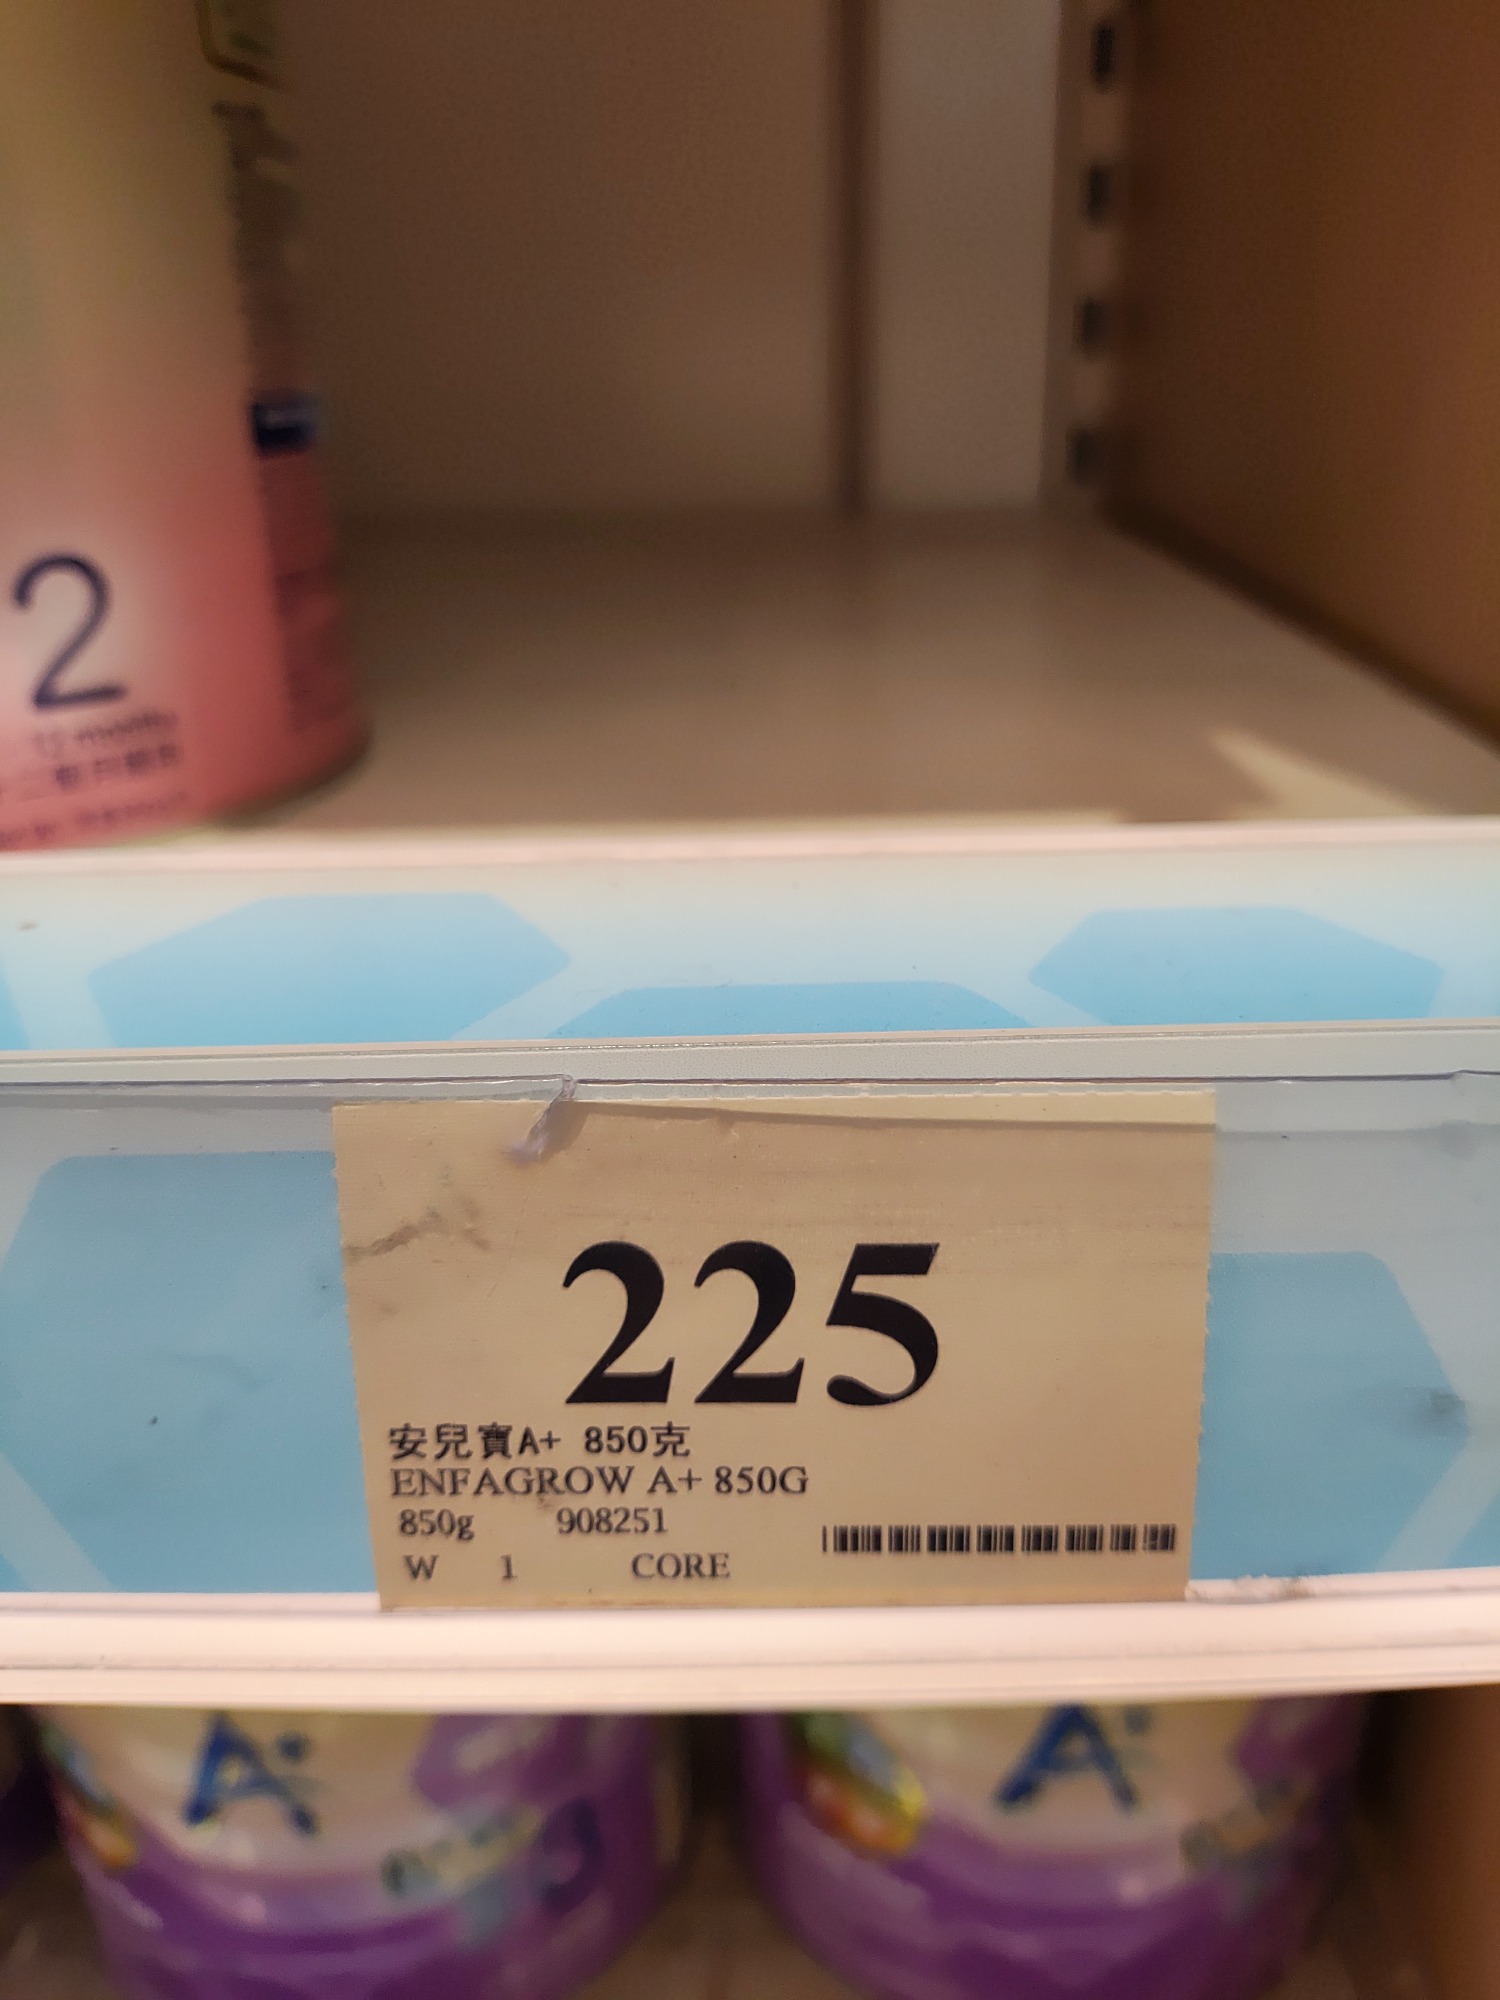 2
225
安兒寶A+ 850克
ENFAGROW A+ 850G
850g 908251
W 1 CORE
A+
A+